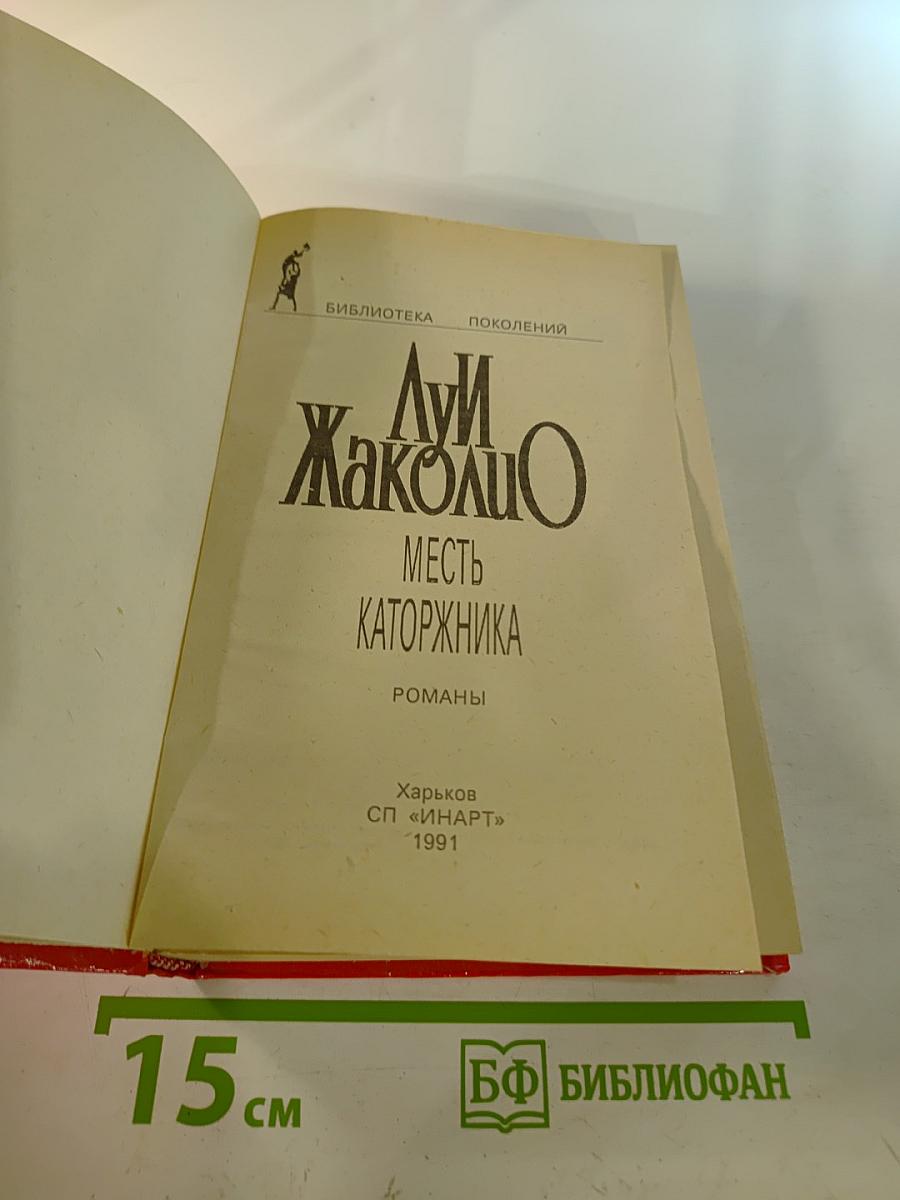 БИБЛИОТЕКА ПОКОЛЕНИЙ
Луи
Жаколио
МЕСТЬ
КАТОРЖНИКА
РОМАНЫ
Харьков
СП «ИНАРТ»
1991
15 см
БФ БИБЛИОФАН